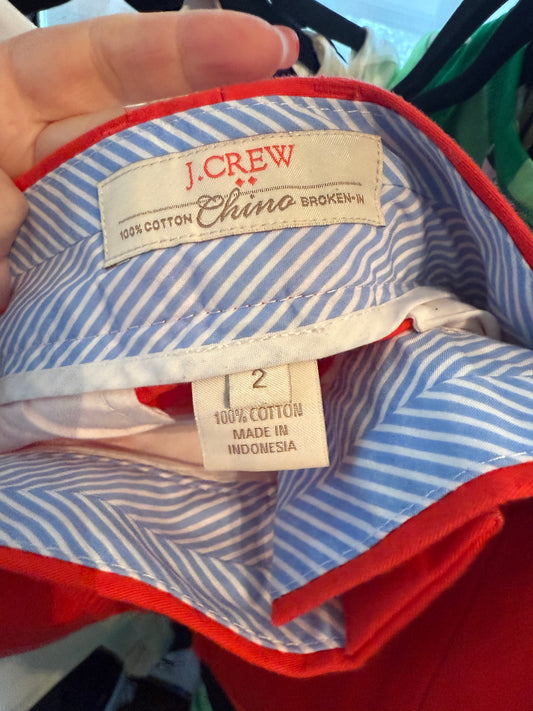 J.CREW
100% COTTON Chino BROKEN-IN
2
100% COTTON
MADE IN
INDONESIA